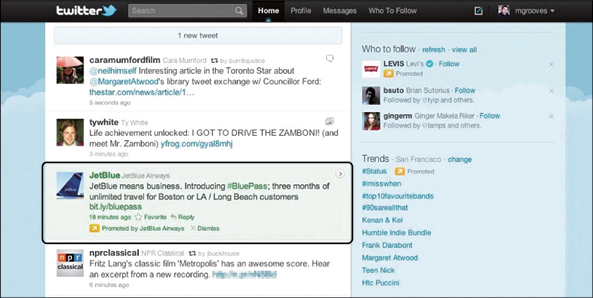 twitter
Search
Home Profile Messages Who To Follow
mgrooves
1 new tweet
caramumfordfilm Cara Mumford by burritojustice
@neilhimself Interesting article in the Toronto Star about
@MargaretAtwood's library tweet exchange w/ Councillor Ford:
thestar.com/news/article/1...
5 seconds ago
tywhite Ty White
Life achievement unlocked: I GOT TO DRIVE THE ZAMBONI! (and
meet Mr. Zamboni) yfrog.com/gyal8mhj
3 minutes ago
JetBlue JetBlue Airways
JetBlue means business. Introducing #BluePass; three months of
unlimited travel for Boston or LA / Long Beach customers
bit.ly/bluepass
18 minutes ago Favorite Reply
Promoted by JetBlue Airways × Dismiss
nprclassical NPR Classical by jbuckhouse
Fritz Lang's classic film 'Metropolis' has an awesome score. Hear
an excerpt from a new recording.
6 minutes ago
Who to follow · refresh · view all
LEVIS Levi's · Follow ×
Promoted
bsuto Brian Sutorius · Follow ×
Followed by @typ and others.
gingerm Ginger Makela Riker · Follow ×
Followed by @lamps and others.
Trends · San Francisco · change
#Status Promoted
#imisswhen
#top10favouritebands
#90sareallthat
Kenan & Kel
Humble Indie Bundle
Frank Darabont
Margaret Atwood
Teen Nick
Htc Puccini